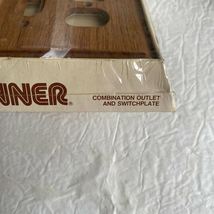 NNER®
COMBINATION OUTLET
AND SWITCHPLATE